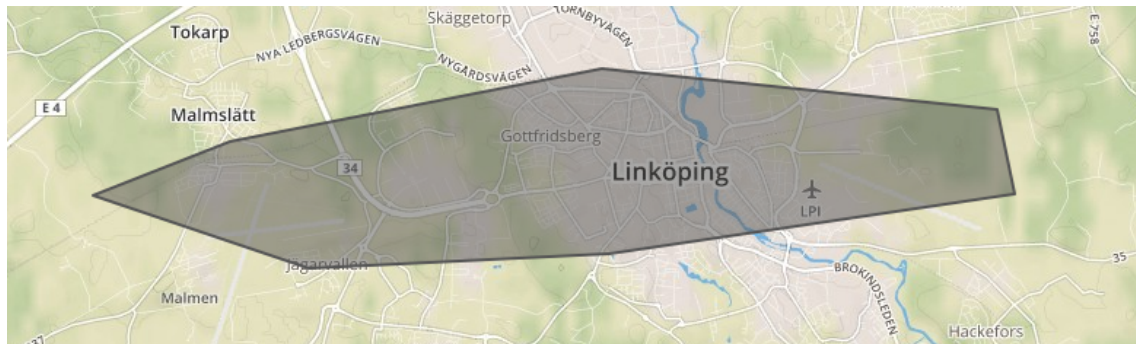 Skäggetorp
TORNBYVÄGEN
E 758
Tokarp
NYA LEDBERGSVÄGEN
NYGÅRDSVÄGEN
E 4
Malmslätt
Gottfridsberg
34
Linköping
LPI
Jägarvallen
35
BROKINDSLEDEN
Malmen
Hackefors